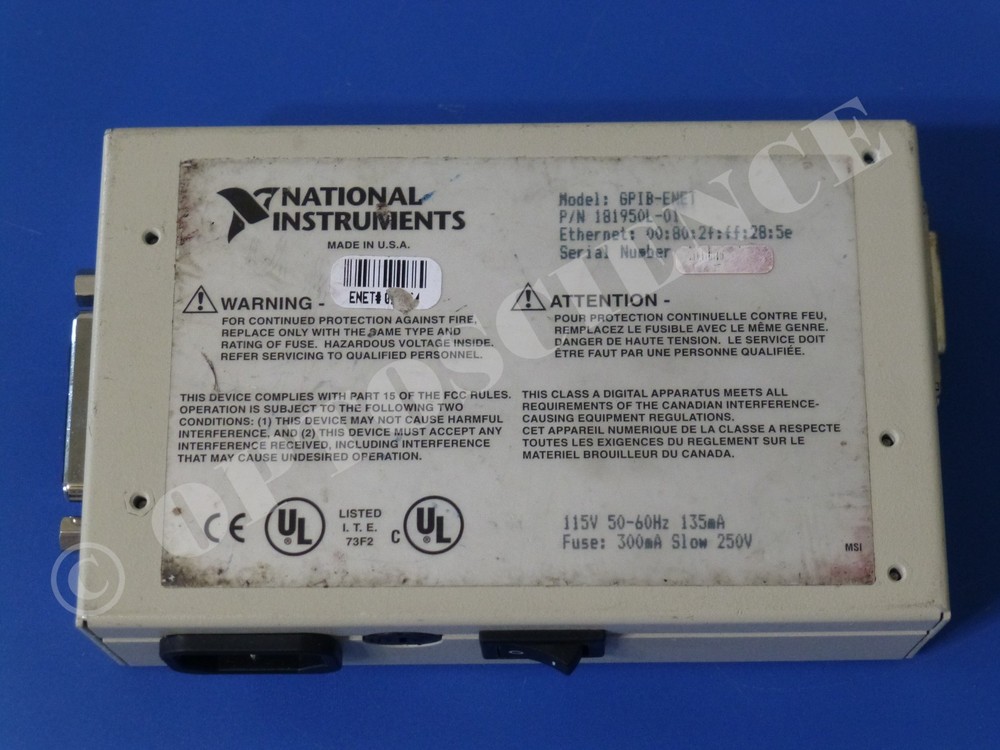 NATIONAL
INSTRUMENTS
MADE IN U.S.A.
ENET#
Model: GPIB-ENET
P/N 181950L-01
Ethernet: 00:80:2f:ff:28:5e
Serial Number
WARNING -
FOR CONTINUED PROTECTION AGAINST FIRE,
REPLACE ONLY WITH THE SAME TYPE AND
RATING OF FUSE. HAZARDOUS VOLTAGE INSIDE.
REFER SERVICING TO QUALIFIED PERSONNEL.
ATTENTION -
POUR PROTECTION CONTINUELLE CONTRE FEU,
REMPLACEZ LE FUSIBLE AVEC LE MÊME GENRE.
DANGER DE HAUTE TENSION. LE SERVICE DOIT
ÊTRE FAUT PAR UNE PERSONNE QUALIFIÉE.
THIS DEVICE COMPLIES WITH PART 15 OF THE FCC RULES.
OPERATION IS SUBJECT TO THE FOLLOWING TWO
CONDITIONS: (1) THIS DEVICE MAY NOT CAUSE HARMFUL
INTERFERENCE, AND (2) THIS DEVICE MUST ACCEPT ANY
INTERFERENCE RECEIVED, INCLUDING INTERFERENCE
THAT MAY CAUSE UNDESIRED OPERATION.
THIS CLASS A DIGITAL APPARATUS MEETS ALL
REQUIREMENTS OF THE CANADIAN INTERFERENCE-
CAUSING EQUIPMENT REGULATIONS.
CET APPAREIL NUMERIQUE DE LA CLASSE A RESPECTE
TOUTES LES EXIGENCES DU REGLEMENT SUR LE
MATERIEL BROUILLEUR DU CANADA.
CE UL LISTED
I. T. E.
73F2 C UL
115V 50-60Hz 135mA
Fuse: 300mA Slow 250V
MSI
© OPTOSCIENCE